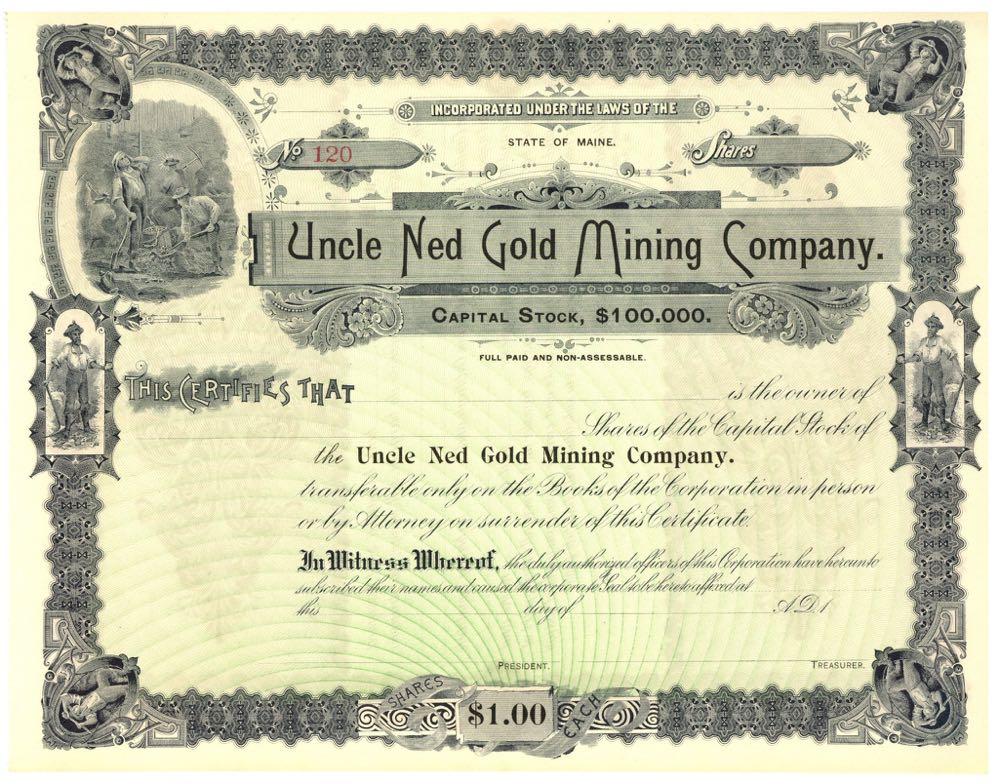 INCORPORATED UNDER THE LAWS OF THE
STATE OF MAINE.
No 120
Shares
Uncle Ned Gold Mining Company.
CAPITAL STOCK, $100.000.
FULL PAID AND NON-ASSESSABLE.
THIS CERTIFIES THAT is the owner of
Shares of the Capital Stock of
the Uncle Ned Gold Mining Company.
transferable only on the Books of the Corporation in person
or by Attorney on surrender of this Certificate.
In Witness Whereof, the duly authorized officers of this Corporation have hereunto
subscribed their names and caused the corporate Seal to be hereto affixed at
this day of A.D. 1
PRESIDENT. TREASURER.
SHARES $1.00 EACH